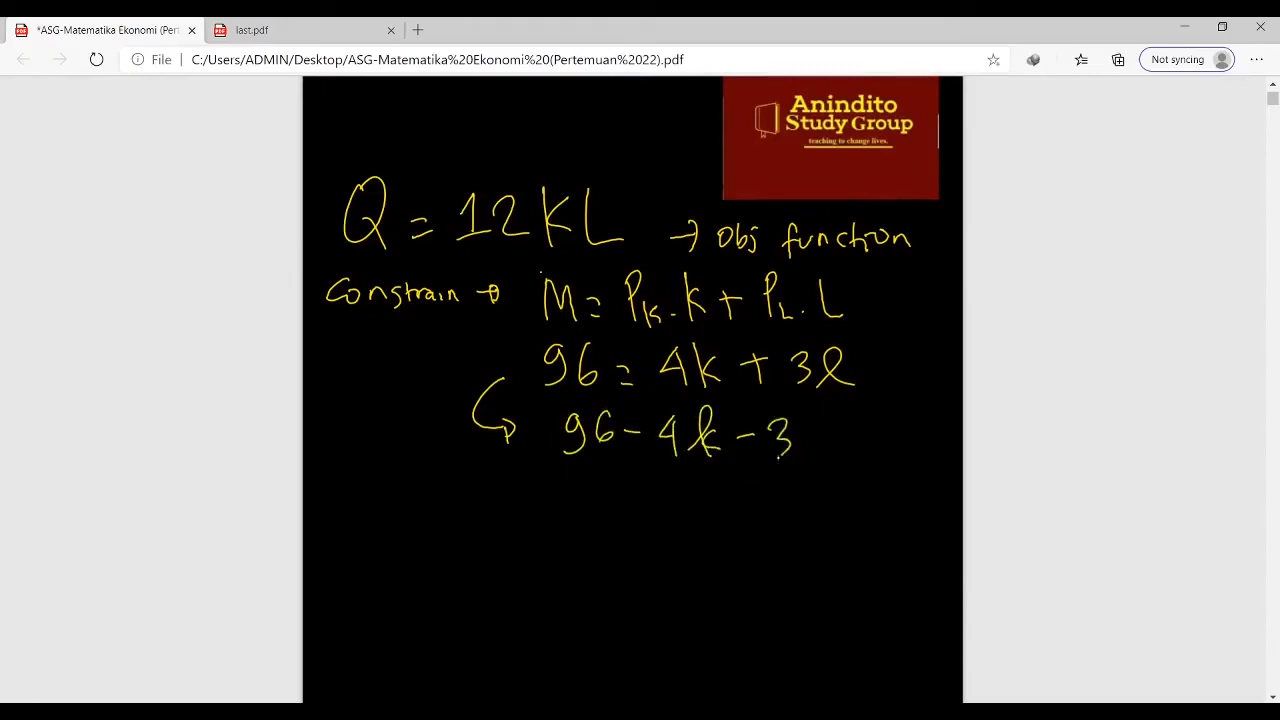 *ASG-Matematika Ekonomi (Pert
last.pdf
File
C:/Users/ADMIN/Desktop/ASG-Matematika%20Ekonomi%20(Pertemuan%2022).pdf
Not syncing
Anindito
Study Group
teaching to change lives.
Q = 12KL → Obj function
Constrain → M = PK.K + PL.L
96 = 4k + 3l
96 - 4k - 3